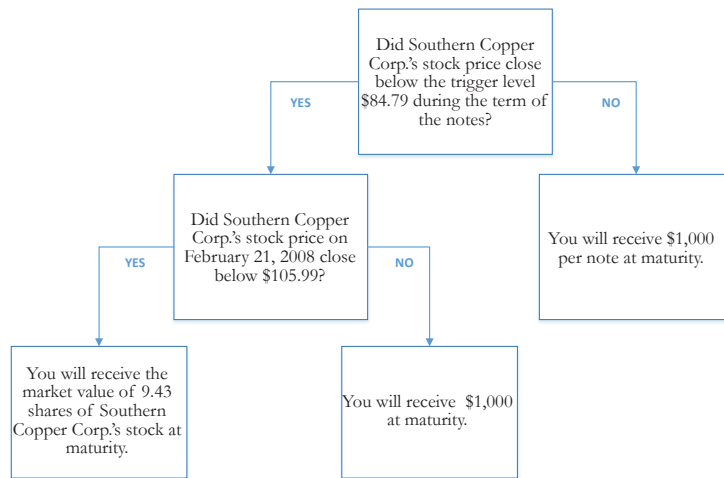 Did Southern Copper
Corp.'s stock price close
below the trigger level
$84.79 during the term of
the notes?
YES
NO
Did Southern Copper
Corp.'s stock price on
February 21, 2008 close
below $105.99?
You will receive $1,000
per note at maturity.
YES
NO
You will receive the
market value of 9.43
shares of Southern
Copper Corp.'s stock at
maturity.
You will receive $1,000
at maturity.